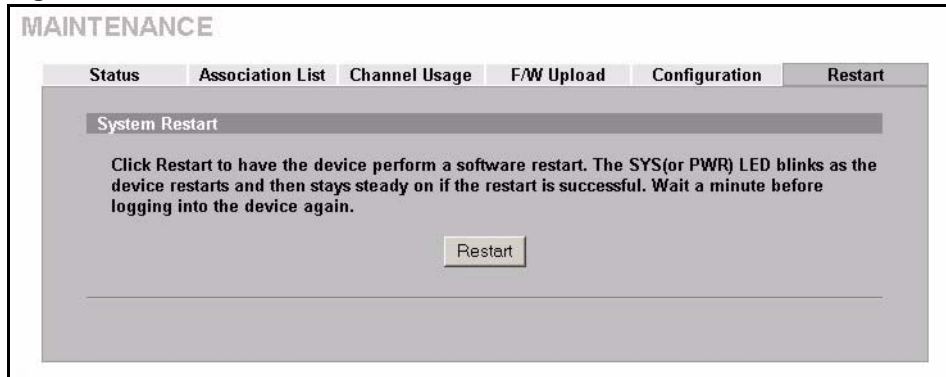 MAINTENANCE
Status Association List Channel Usage F/W Upload Configuration Restart
System Restart
Click Restart to have the device perform a software restart. The SYS(or PWR) LED blinks as the
device restarts and then stays steady on if the restart is successful. Wait a minute before
logging into the device again.
Restart